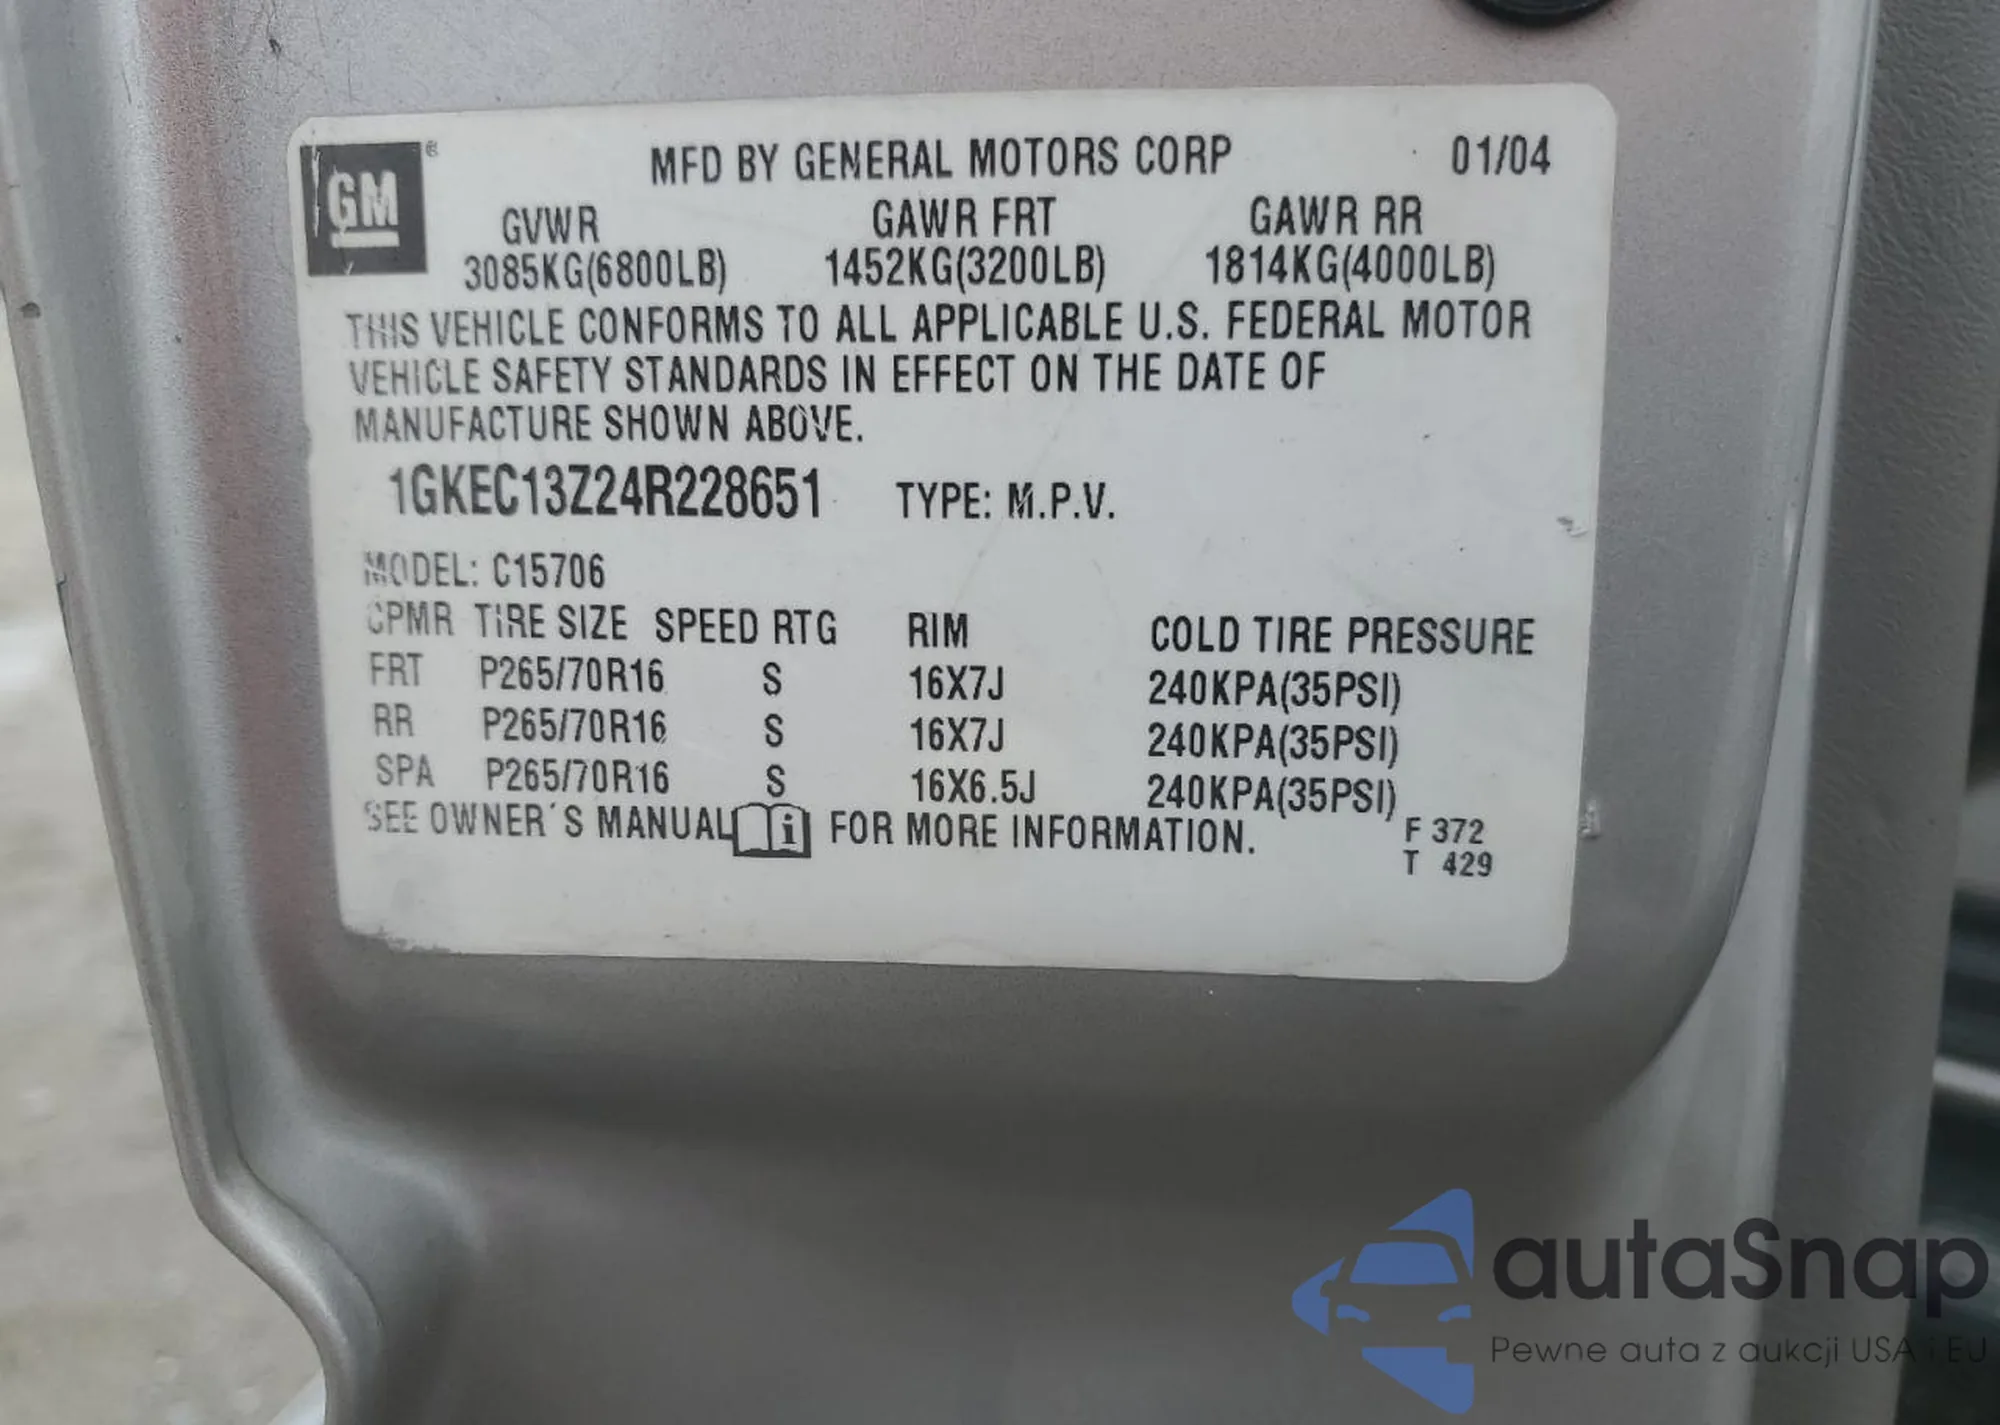 GM ®
MFD BY GENERAL MOTORS CORP 01/04
GVWR GAWR FRT GAWR RR
3085KG(6800LB) 1452KG(3200LB) 1814KG(4000LB)
THIS VEHICLE CONFORMS TO ALL APPLICABLE U.S. FEDERAL MOTOR
VEHICLE SAFETY STANDARDS IN EFFECT ON THE DATE OF
MANUFACTURE SHOWN ABOVE.
1GKEC13Z24R228651 TYPE: M.P.V.
MODEL: C15706
CPMR TIRE SIZE SPEED RTG RIM COLD TIRE PRESSURE
FRT P265/70R16 S 16X7J 240KPA(35PSI)
RR P265/70R16 S 16X7J 240KPA(35PSI)
SPA P265/70R16 S 16X6.5J 240KPA(35PSI)
SEE OWNER'S MANUAL i FOR MORE INFORMATION.
F 372
T 429
autaSnap
Pewne auta z aukcji USA i EU